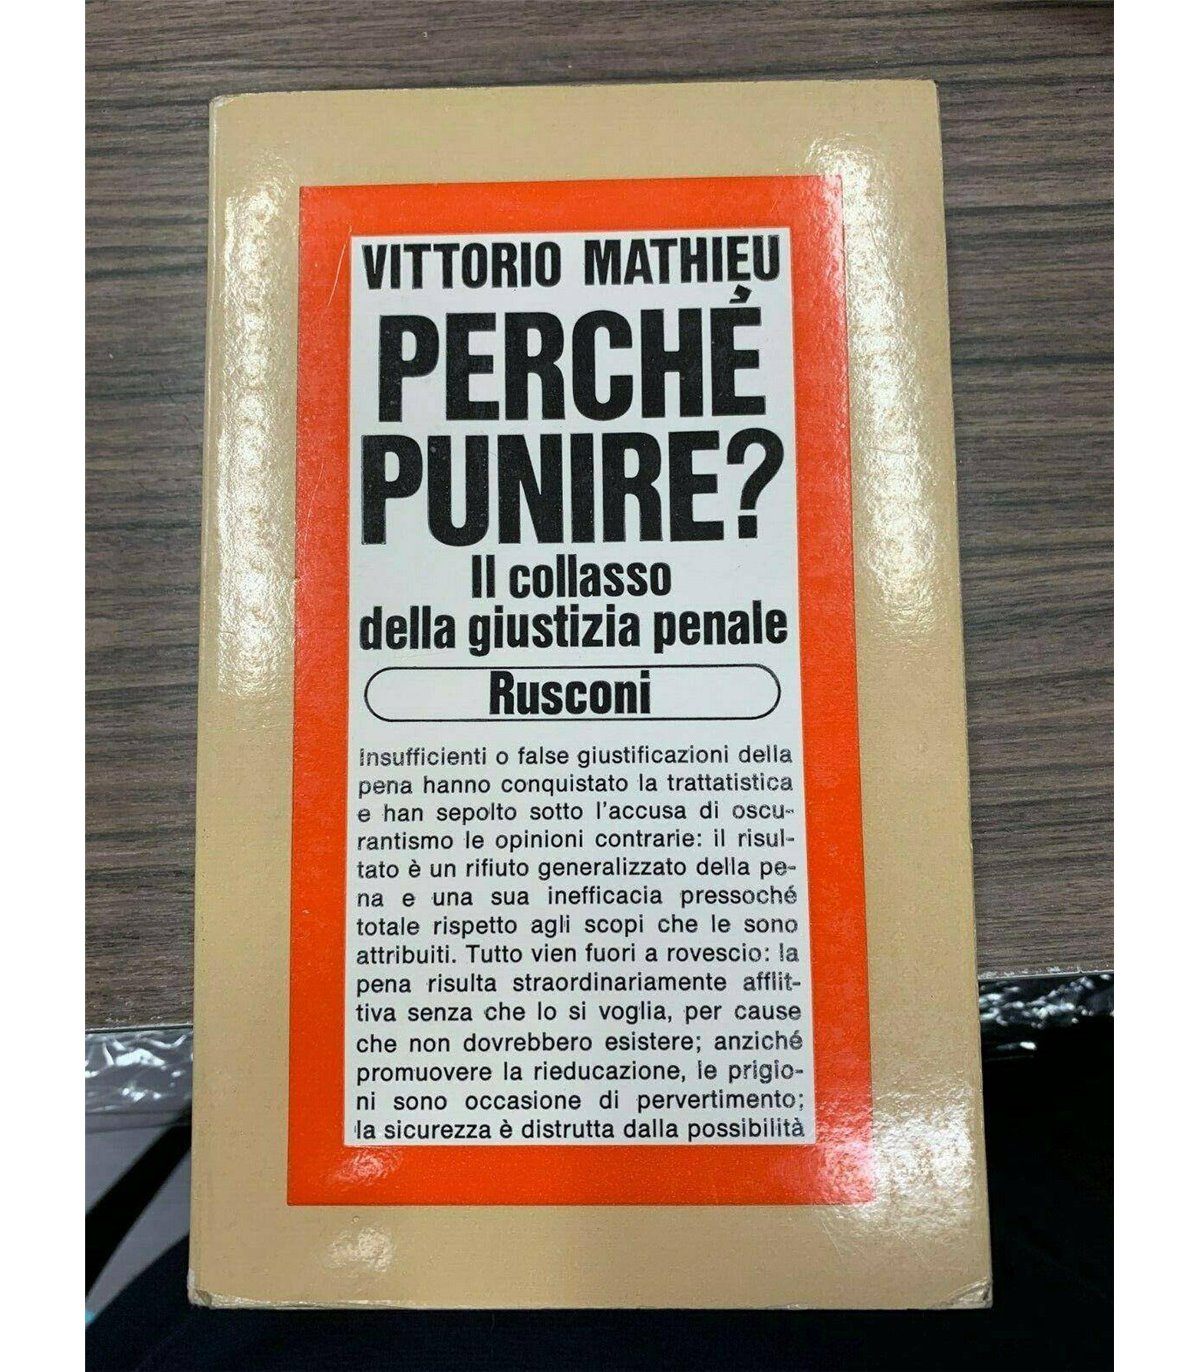 VITTORIO MATHIEU
PERCHÉ
PUNIRE?
Il collasso
della giustizia penale
Rusconi
Insufficienti o false giustificazioni della
pena hanno conquistato la trattatistica
e han sepolto sotto l'accusa di oscu-
rantismo le opinioni contrarie: il risul-
tato è un rifiuto generalizzato della pe-
na e una sua inefficacia pressoché
totale rispetto agli scopi che le sono
attribuiti. Tutto vien fuori a rovescio: la
pena risulta straordinariamente afflit-
tiva senza che lo si voglia, per cause
che non dovrebbero esistere; anziché
promuovere la rieducazione, le prigio-
ni sono occasione di pervertimento;
la sicurezza è distrutta dalla possibilità